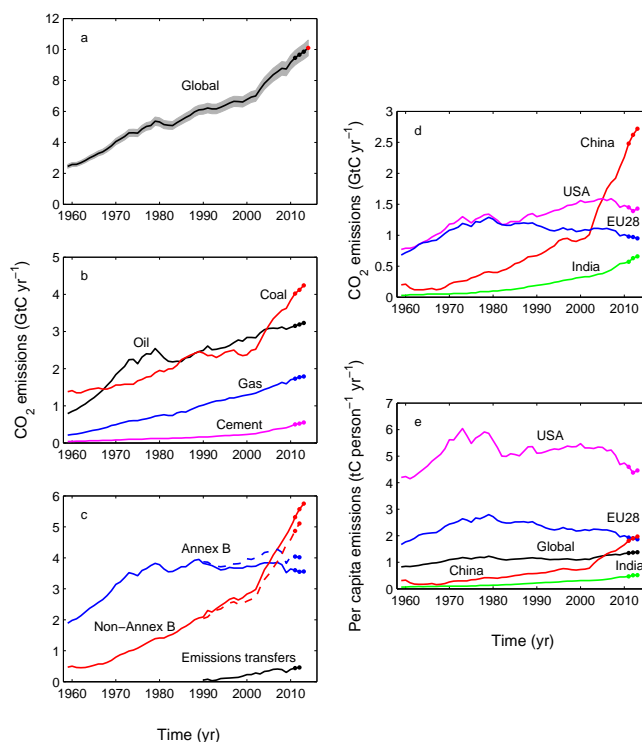 a
Global
12
10
8
6
4
2
0
1960 1970 1980 1990 2000 2010
b
Coal
Oil
Gas
Cement
5
4
3
2
1
0
1960 1970 1980 1990 2000 2010
CO2 emissions (GtC yr−1)
c
Annex B
Non−Annex B
Emissions transfers
6
5
4
3
2
1
0
1960 1970 1980 1990 2000 2010
Time (yr)
d
China
USA
EU28
India
3
2.5
2
1.5
1
0.5
0
1960 1970 1980 1990 2000 2010
CO2 emissions (GtC yr−1)
e
USA
EU28
Global
China
India
7
6
5
4
3
2
1
0
1960 1970 1980 1990 2000 2010
Per capita emissions (tC person−1 yr−1)
Time (yr)